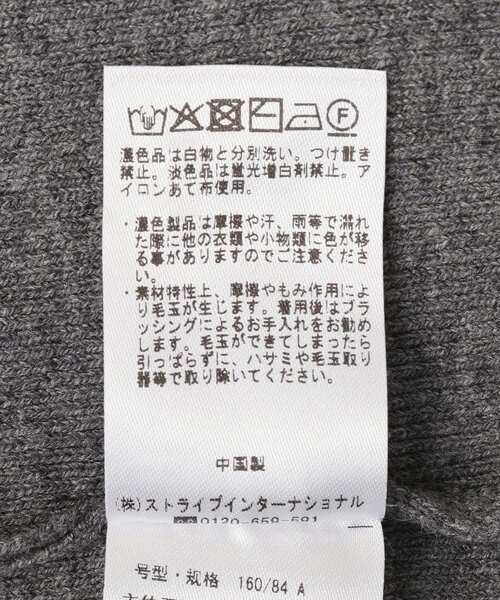 F
濃色品は白物と分別洗い。つけ置き
禁止。淡色品は蛍光増白剤禁止。ア
イロンあて布使用。
・濃色製品は摩擦や汗、雨等で濡れ
た際に他の衣類や小物類に色が移
る事がありますのでご注意くださ
い。
・素材特性上、摩擦やもみ作用によ
り毛玉が生じます。着用後はブラ
ッシングによるお手入れをお勧め
します。毛玉ができてしまったら
引っぱらずに、ハサミや毛玉取り
器等で取り除いてください。
中国製
(株)ストライプインターナショナル
0120-658-581
号型・规格 160/84 A